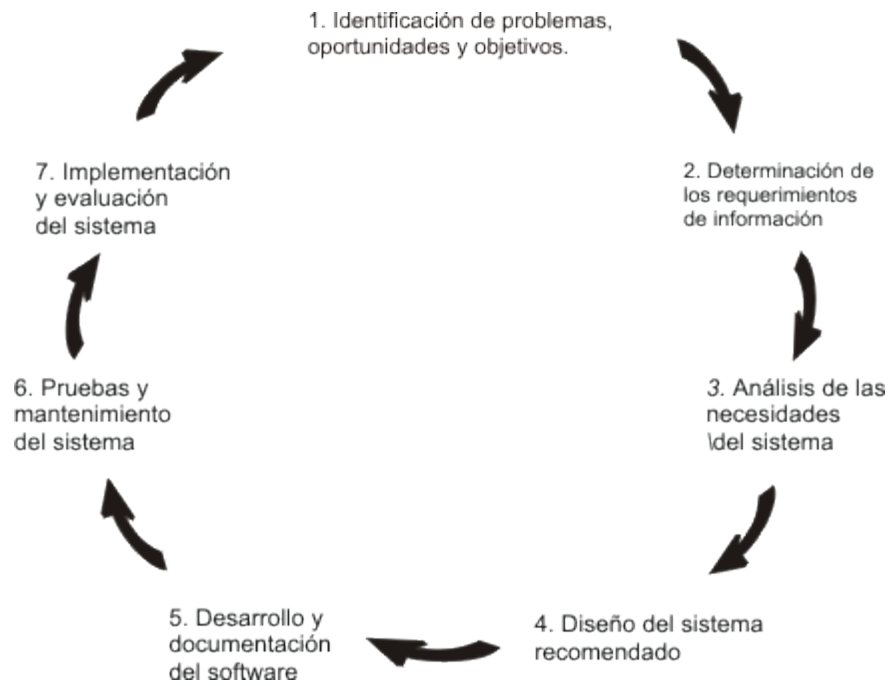 1. Identificación de problemas,
oportunidades y objetivos.
2. Determinación de
los requerimientos
de información
3. Análisis de las
necesidades
\del sistema
4. Diseño del sistema
recomendado
5. Desarrollo y
documentación
del software
6. Pruebas y
mantenimiento
del sistema
7. Implementación
y evaluación
del sistema